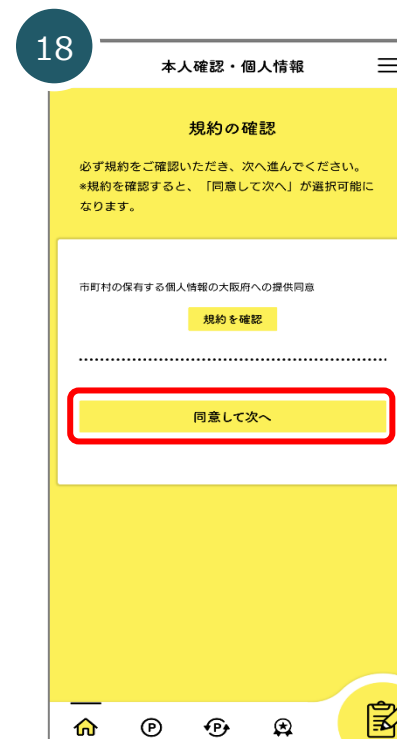 18
本人確認・個人情報
規約の確認
必ず規約をご確認いただき、次へ進んでください。
※規約を確認すると、「同意して次へ」が選択可能に
なります。
市町村の保有する個人情報の大阪府への提供同意
規約を確認
同意して次へ
P
P